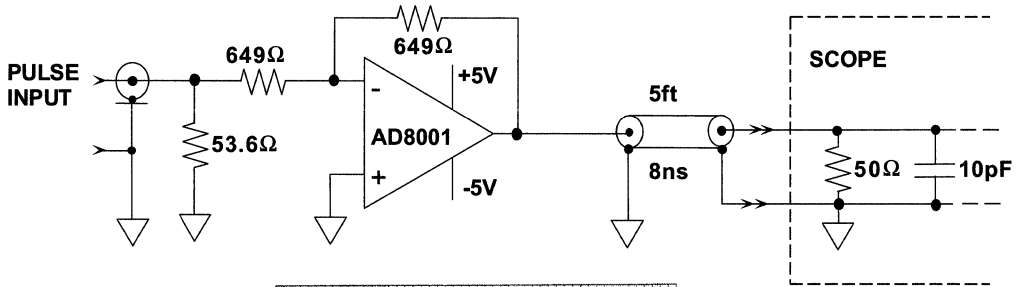 649Ω
649Ω
PULSE
INPUT
53.6Ω
-
+
AD8001
+5V
-5V
5ft
8ns
SCOPE
50Ω
10pF